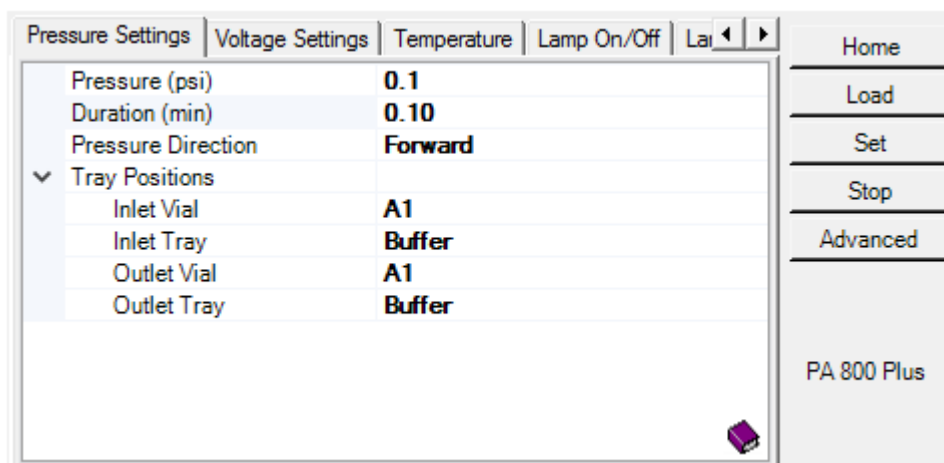 Pressure Settings Voltage Settings Temperature Lamp On/Off
Home
Pressure (psi) 0.1
Load
Duration (min) 0.10
Pressure Direction Forward
Set
Tray Positions
Stop
Inlet Vial A1
Inlet Tray Buffer
Advanced
Outlet Vial A1
Outlet Tray Buffer
PA 800 Plus